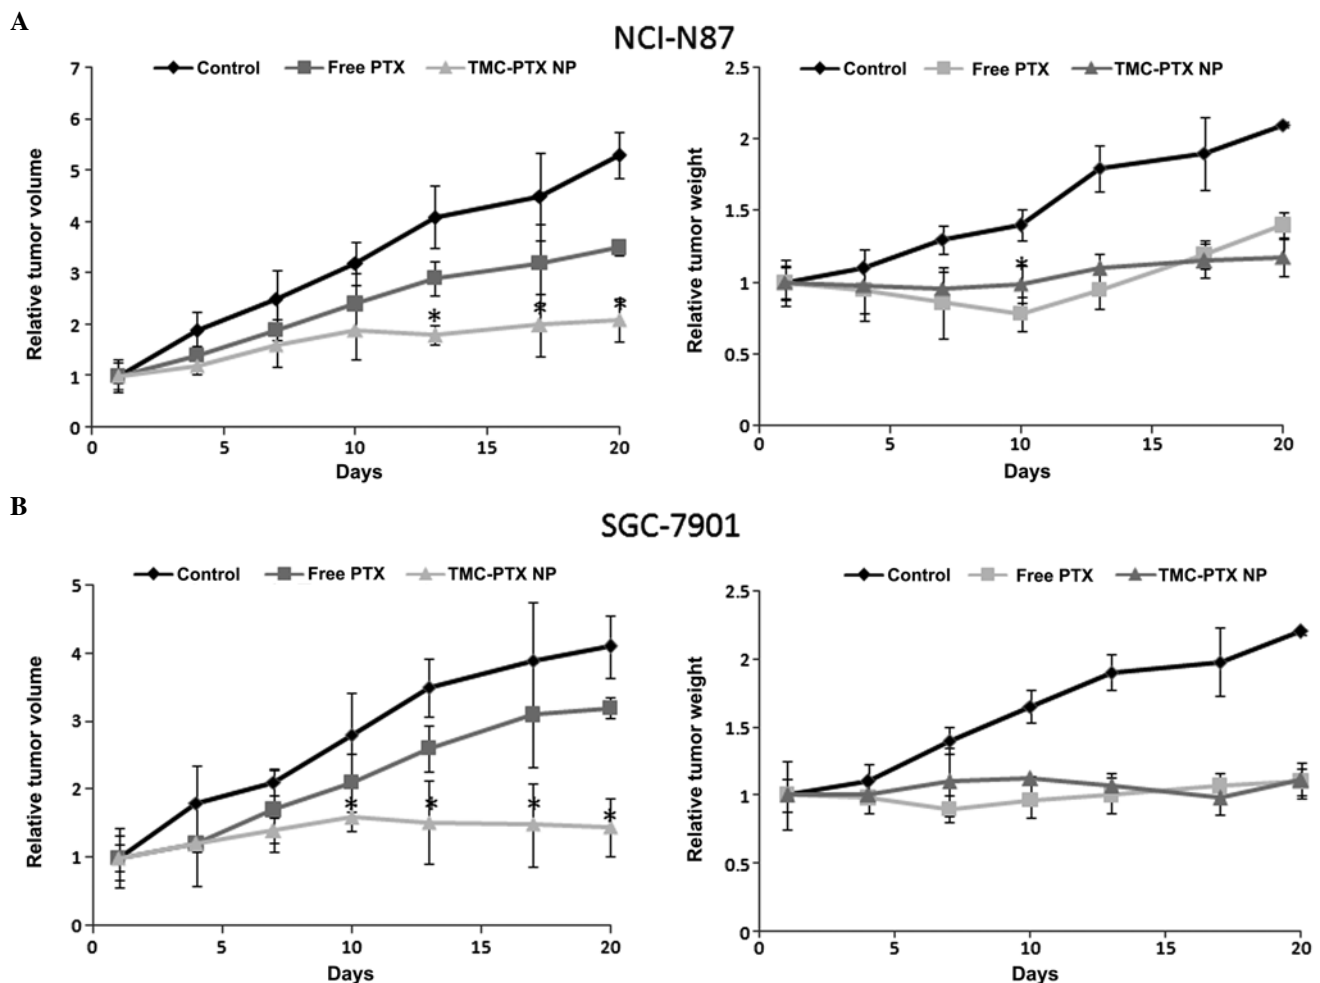 A
NCI-N87
Control Free PTX TMC-PTX NP
7
6
5
4
3
2
1
0
Relative tumor volume
* * *
0 5 10 15 20
Days
Control Free PTX TMC-PTX NP
2.5
2
1.5
1
0.5
0
Relative tumor weight
*
0 5 10 15 20
Days
B
SGC-7901
Control Free PTX TMC-PTX NP
5
4
3
2
1
0
Relative tumor volume
* * * *
0 5 10 15 20
Days
Control Free PTX TMC-PTX NP
2.5
2
1.5
1
0.5
0
Relative tumor weight
0 5 10 15 20
Days